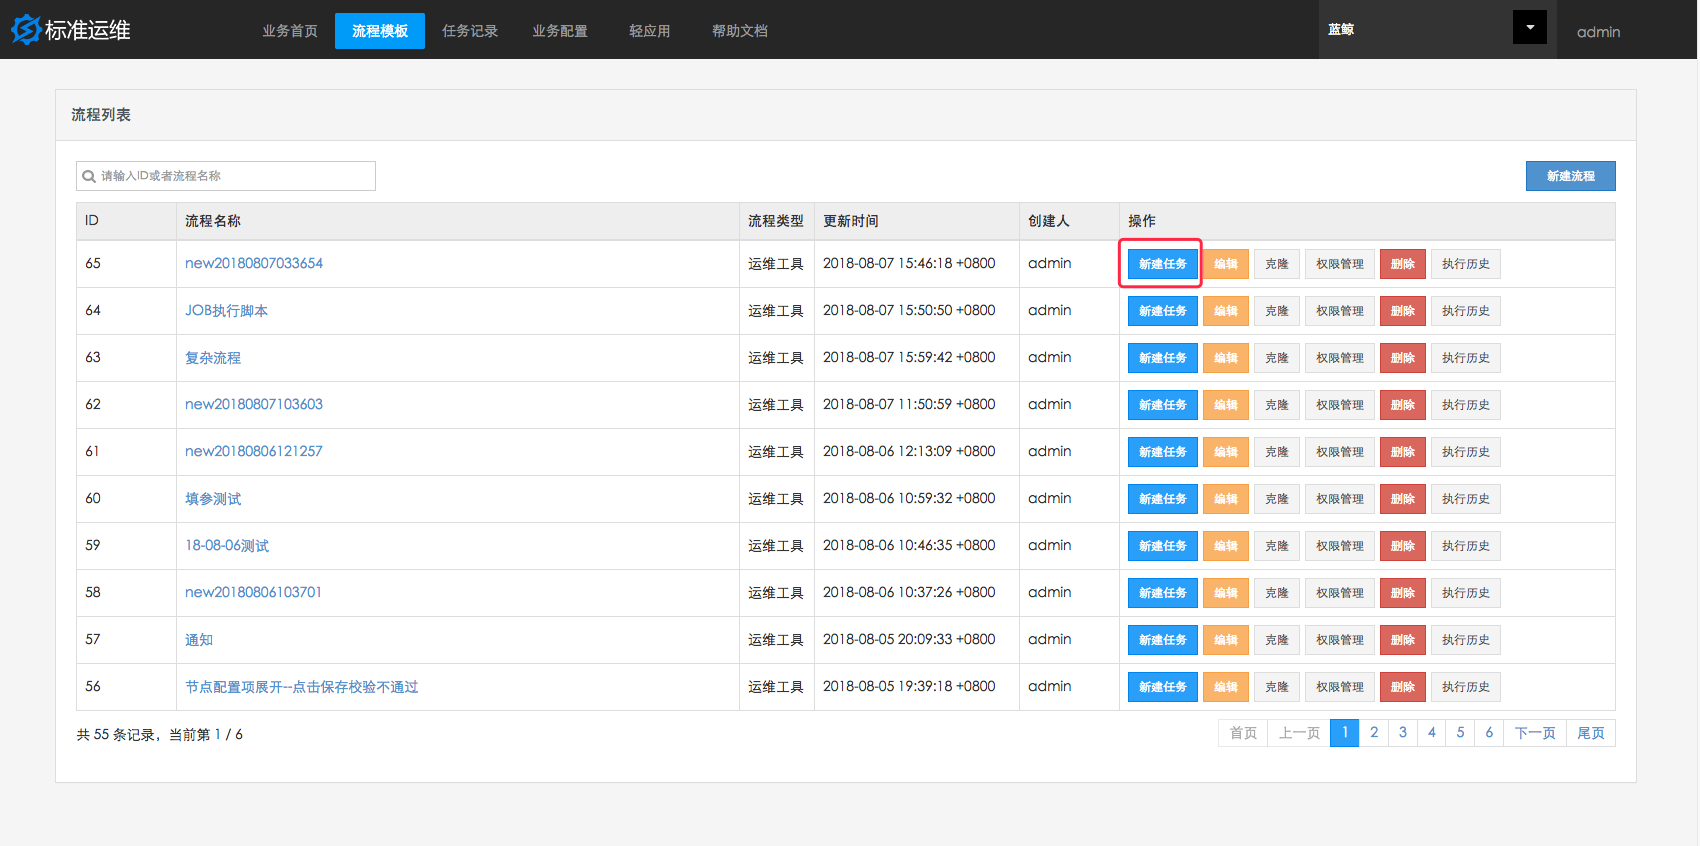 标准运维 业务首页 流程模板 任务记录 业务配置 轻应用 帮助文档 蓝鲸 admin
流程列表
请输入ID或者流程名称 新建流程
ID 流程名称 流程类型 更新时间 创建人 操作
65 new20180807033654 运维工具 2018-08-07 15:46:18 +0800 admin 新建任务 编辑 克隆 权限管理 删除 执行历史
64 JOB执行脚本 运维工具 2018-08-07 15:50:50 +0800 admin 新建任务 编辑 克隆 权限管理 删除 执行历史
63 复杂流程 运维工具 2018-08-07 15:59:42 +0800 admin 新建任务 编辑 克隆 权限管理 删除 执行历史
62 new20180807103603 运维工具 2018-08-07 11:50:59 +0800 admin 新建任务 编辑 克隆 权限管理 删除 执行历史
61 new20180806121257 运维工具 2018-08-06 12:13:09 +0800 admin 新建任务 编辑 克隆 权限管理 删除 执行历史
60 填参测试 运维工具 2018-08-06 10:59:32 +0800 admin 新建任务 编辑 克隆 权限管理 删除 执行历史
59 18-08-06测试 运维工具 2018-08-06 10:46:35 +0800 admin 新建任务 编辑 克隆 权限管理 删除 执行历史
58 new20180806103701 运维工具 2018-08-06 10:37:26 +0800 admin 新建任务 编辑 克隆 权限管理 删除 执行历史
57 通知 运维工具 2018-08-05 20:09:33 +0800 admin 新建任务 编辑 克隆 权限管理 删除 执行历史
56 节点配置项展开--点击保存校验不通过 运维工具 2018-08-05 19:39:18 +0800 admin 新建任务 编辑 克隆 权限管理 删除 执行历史
共 55 条记录，当前第 1 / 6 首页 上一页 1 2 3 4 5 6 下一页 尾页